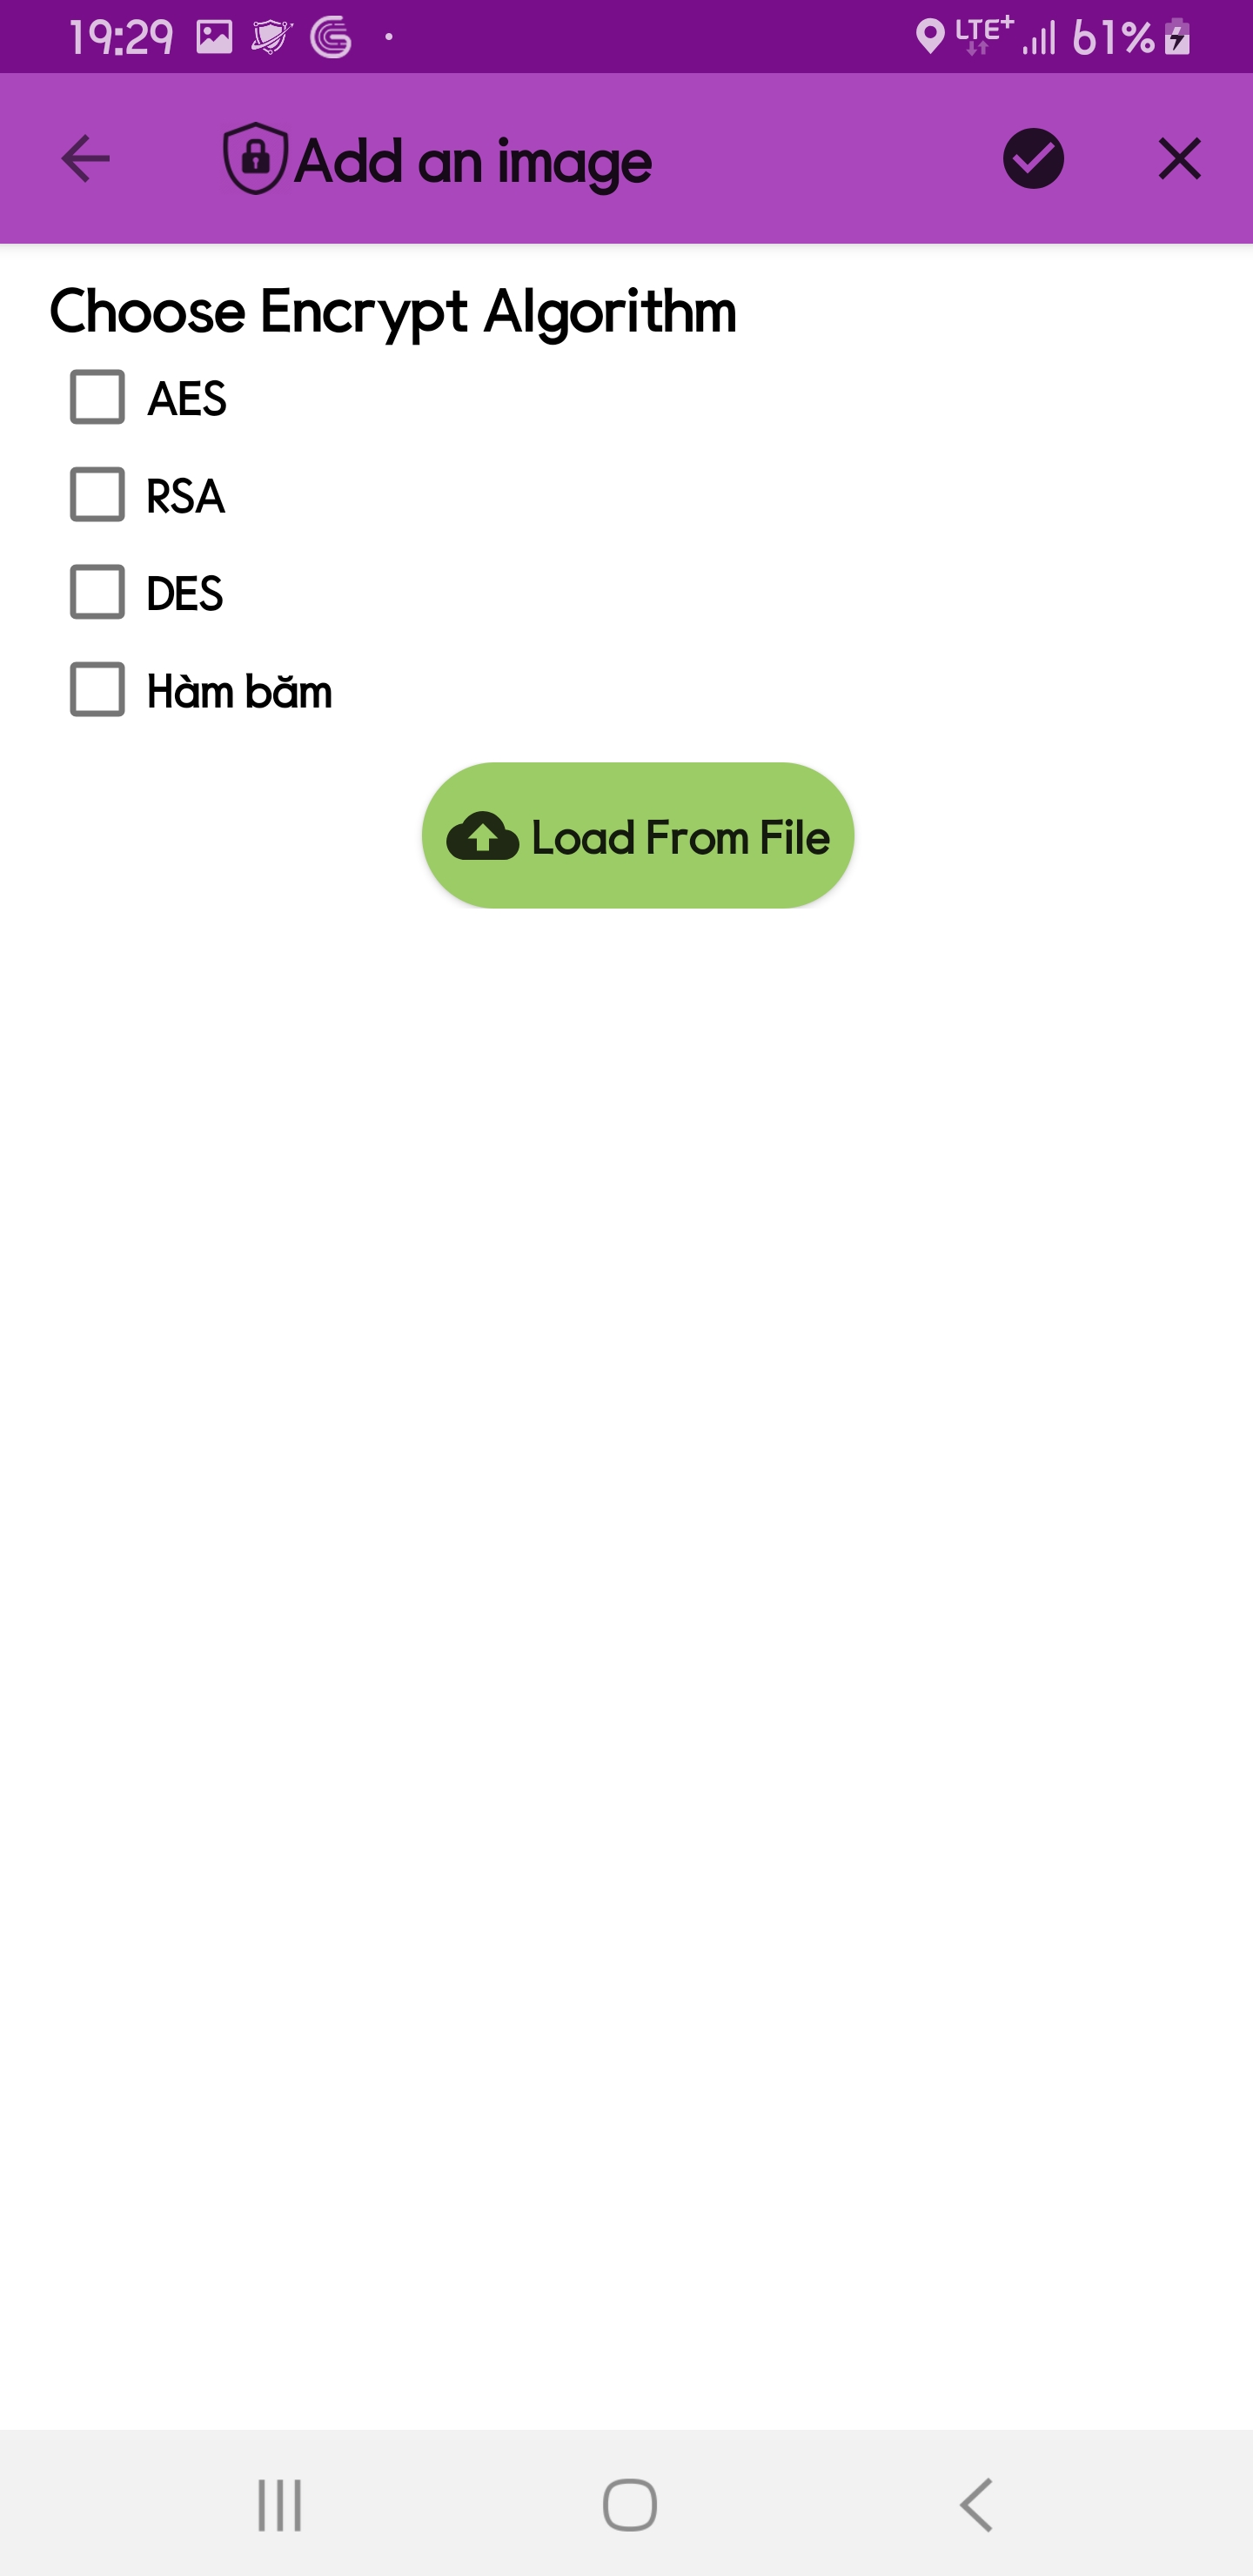 19:29 LTE+ 61%
Add an image
Choose Encrypt Algorithm
AES
RSA
DES
Hàm băm
Load From File